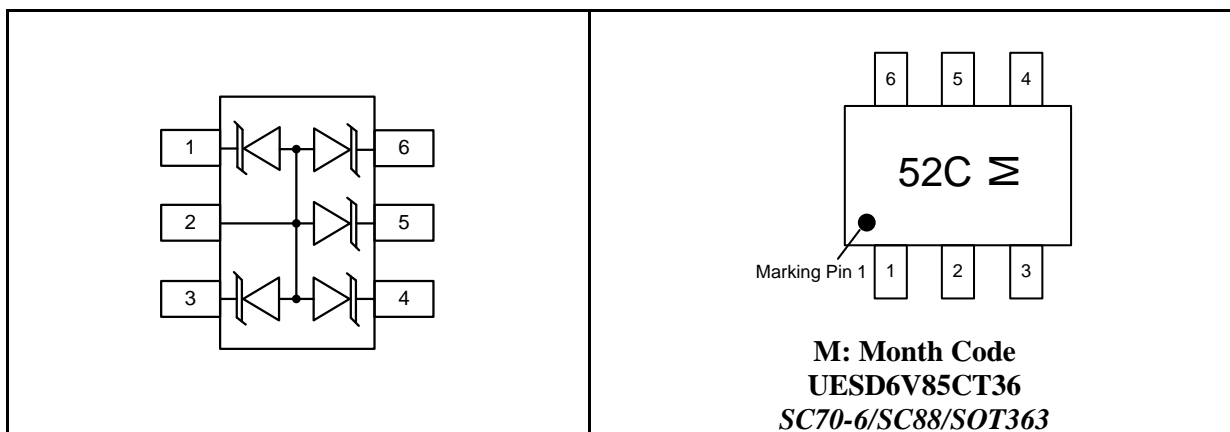 1
6
2
5
3
4
6 5 4
52C M
Marking Pin 1
1 2 3
M: Month Code
UESD6V85CT36
SC70-6/SC88/SOT363